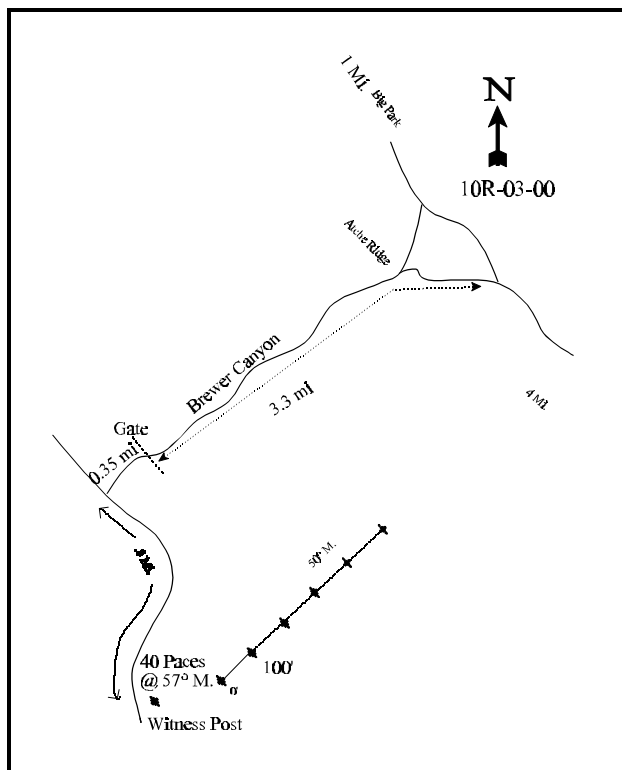 1 Mi.
Big Park
N
10R-03-00
Ridge
Brewer Canyon
3.3 mi
4 Mi.
Gate
0.35 mi
50° M.
40 Paces
@ 57° M.
100'
0'
Witness Post